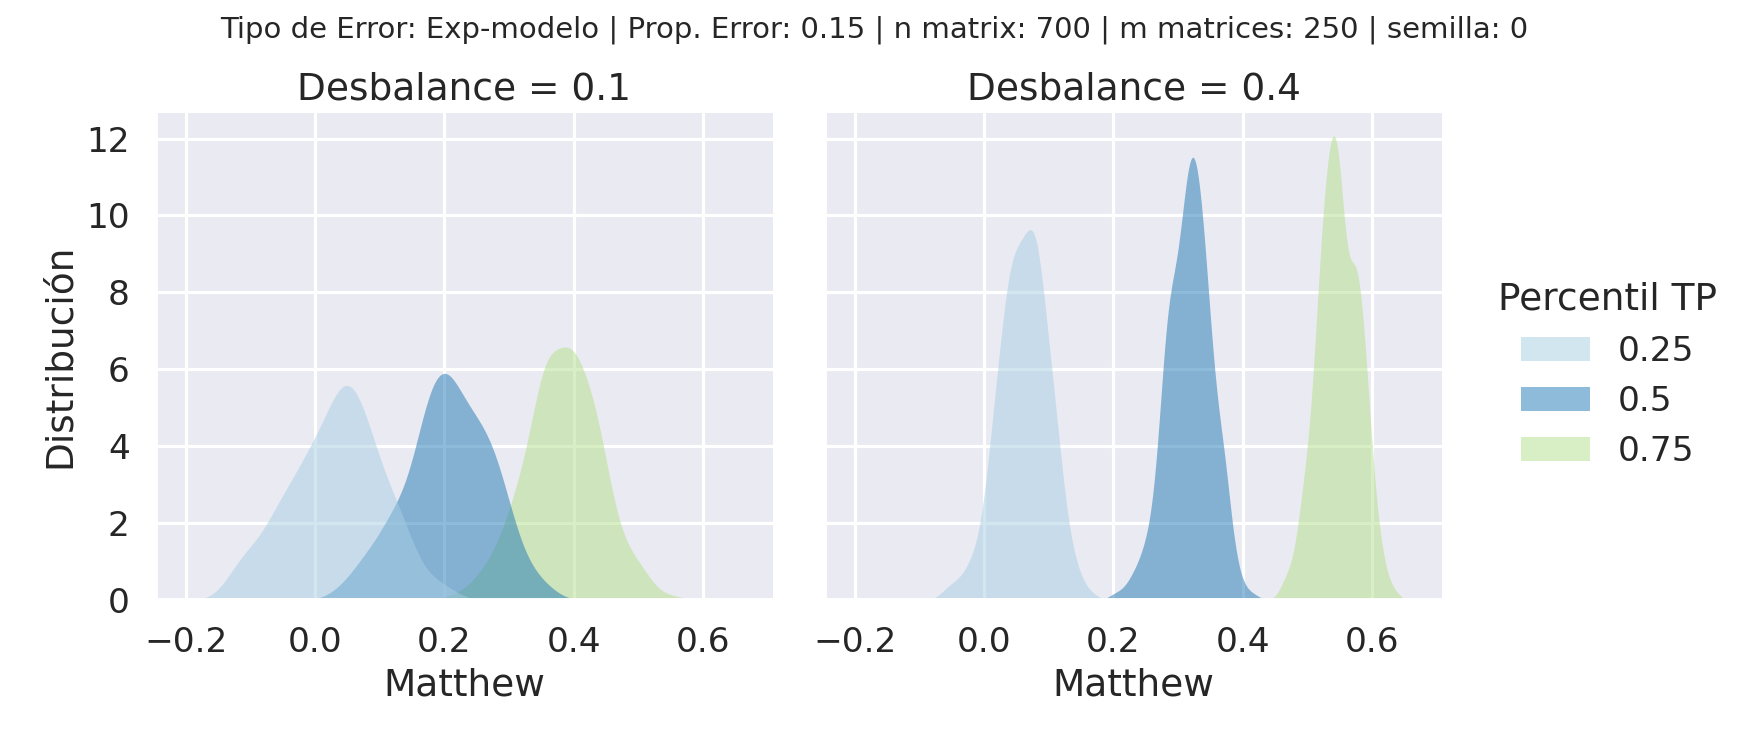 Tipo de Error: Exp-modelo | Prop. Error: 0.15 | n matrix: 700 | m matrices: 250 | semilla: 0
Desbalance = 0.1
Desbalance = 0.4
12
10
8
6
4
2
0
Distribución
−0.2 0.0 0.2 0.4 0.6
−0.2 0.0 0.2 0.4 0.6
Matthew
Matthew
Percentil TP
0.25
0.5
0.75